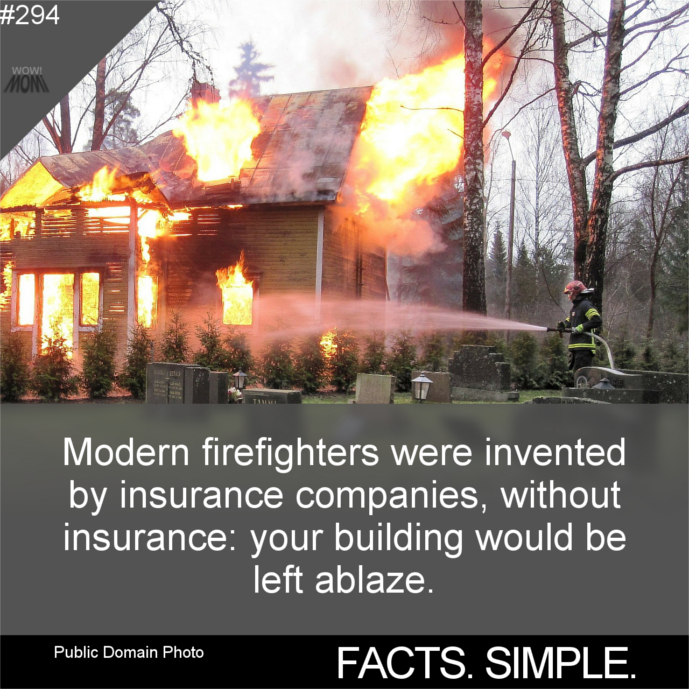 #294
WOW!
MOM
Modern firefighters were invented
by insurance companies, without
insurance: your building would be
left ablaze.
Public Domain Photo
FACTS. SIMPLE.